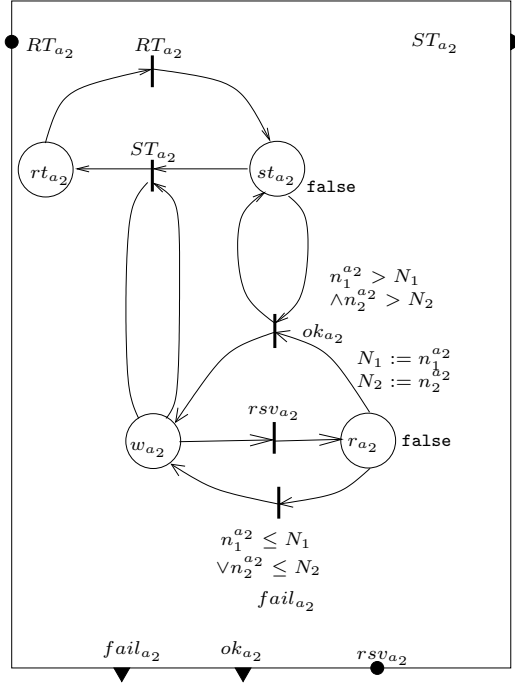 RT_{a_2}
RT_{a_2}
ST_{a_2}
ST_{a_2}
rt_{a_2}
st_{a_2}
false
n_1^{a_2} > N_1
∧n_2^{a_2} > N_2
ok_{a_2}
N_1 := n_1^{a_2}
N_2 := n_2^{a_2}
rsv_{a_2}
w_{a_2}
r_{a_2}
false
n_1^{a_2} ≤ N_1
∨n_2^{a_2} ≤ N_2
fail_{a_2}
fail_{a_2}
ok_{a_2}
rsv_{a_2}